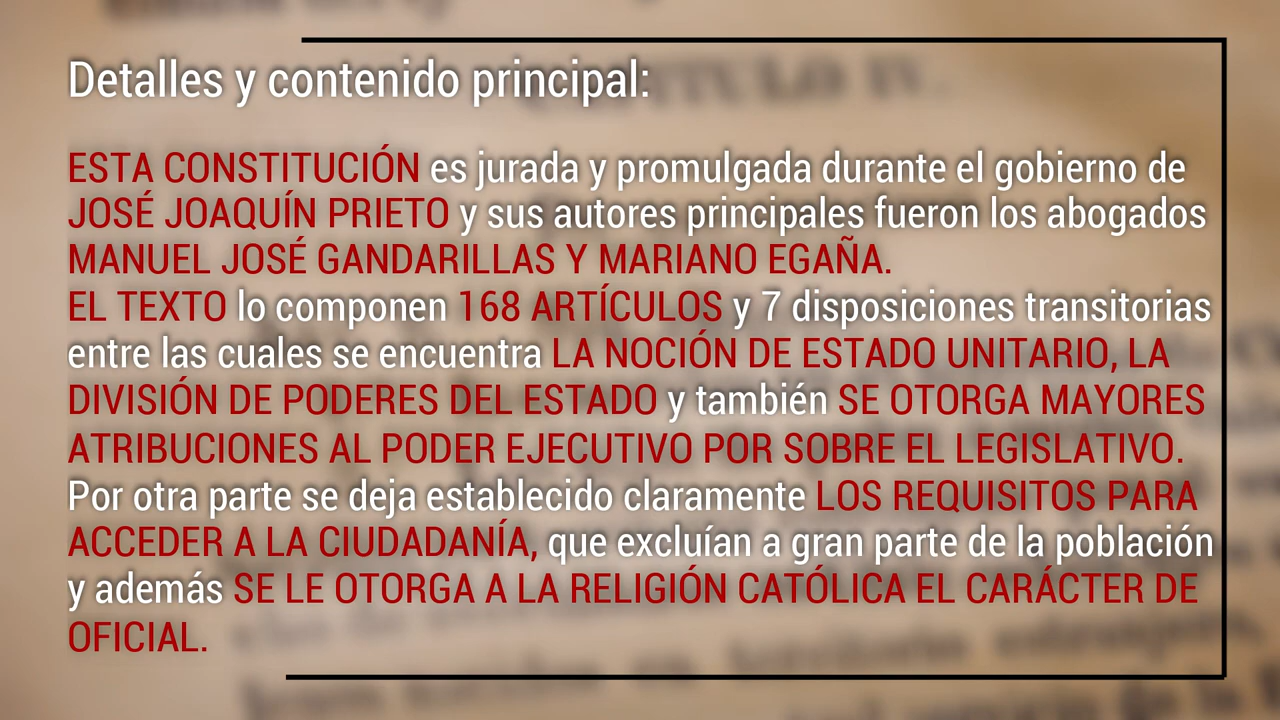 Detalles y contenido principal:
ESTA CONSTITUCIÓN es jurada y promulgada durante el gobierno de
JOSÉ JOAQUÍN PRIETO y sus autores principales fueron los abogados
MANUEL JOSÉ GANDARILLAS Y MARIANO EGAÑA.
EL TEXTO lo componen 168 ARTÍCULOS y 7 disposiciones transitorias
entre las cuales se encuentra LA NOCIÓN DE ESTADO UNITARIO, LA
DIVISIÓN DE PODERES DEL ESTADO y también SE OTORGA MAYORES
ATRIBUCIONES AL PODER EJECUTIVO POR SOBRE EL LEGISLATIVO.
Por otra parte se deja establecido claramente LOS REQUISITOS PARA
ACCEDER A LA CIUDADANÍA, que excluían a gran parte de la población
y además SE LE OTORGA A LA RELIGIÓN CATÓLICA EL CARÁCTER DE
OFICIAL.